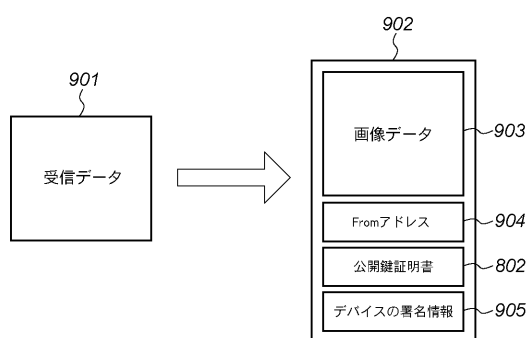 902
901
903
画像データ
受信データ
Fromアドレス
904
公開鍵証明書
802
デバイスの署名情報
905